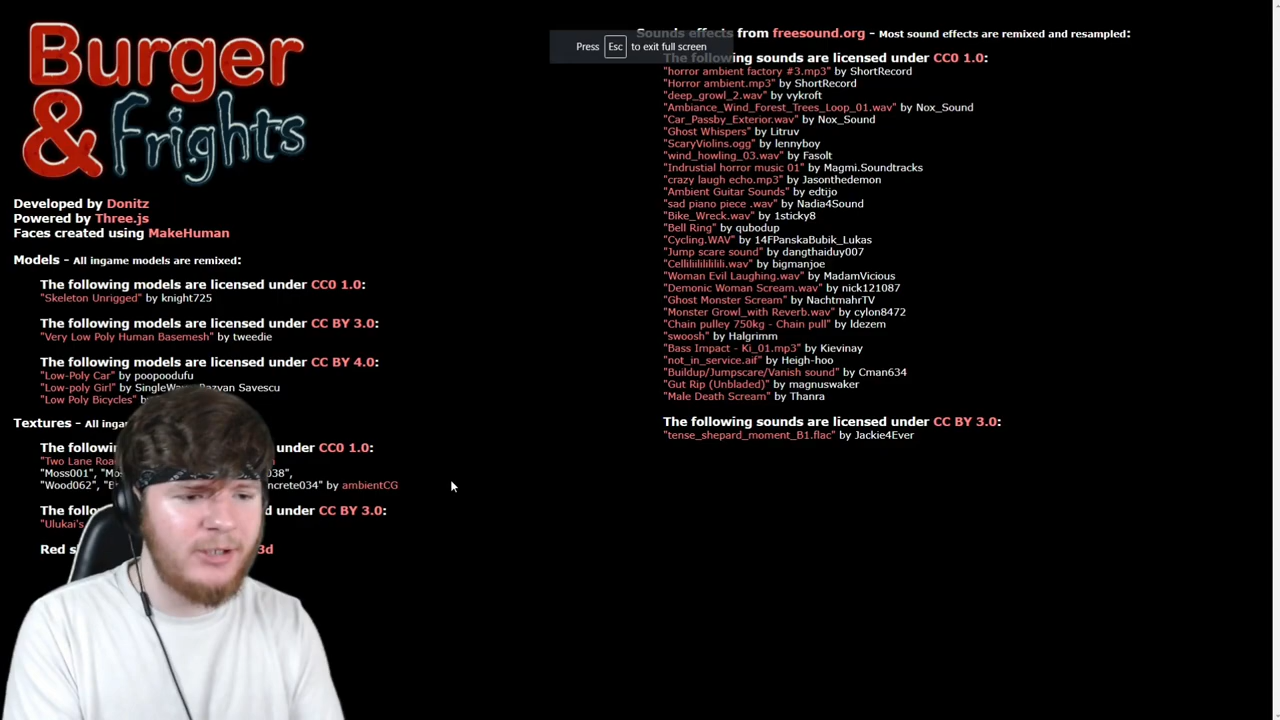 Burger
& Frights
Developed by Donitz
Powered by Three.js
Faces created using MakeHuman
Models - All ingame models are remixed:
The following models are licensed under CC0 1.0:
"Skeleton Unrigged" by knight725
The following models are licensed under CC BY 3.0:
"Very Low Poly Human Basemesh" by tweedie
The following models are licensed under CC BY 4.0:
"Low-Poly Car" by poopoodufu
"Low-poly Girl" by Razvan Savescu
"Low Poly Bicycles" by
Textures - All
The under CC0 1.0:
"Two Lane
"Moss001",
"Wood062", by ambientCG
The under CC BY 3.0:
"Ulukai's
Red
Press Esc to exit full screen
Sounds effects from freesound.org - Most sound effects are remixed and resampled:
The following sounds are licensed under CC0 1.0:
"horror ambient factory #3.mp3" by ShortRecord
"Horror ambient.mp3" by ShortRecord
"deep_growl_2.wav" by vykroft
"Ambiance_Wind_Forest_Trees_Loop_01.wav" by Nox_Sound
"Car_Passby_Exterior.wav" by Nox_Sound
"Ghost Whispers" by Litruv
"ScaryViolins.ogg" by lennyboy
"wind_howling_03.wav" by Fasolt
"Indrustial horror music 01" by Magmi.Soundtracks
"crazy laugh echo.mp3" by Jasonthedemon
"Ambient Guitar Sounds" by edtijo
"sad piano piece .wav" by Nadia4Sound
"Bike_Wreck.wav" by 1sticky8
"Bell Ring" by qubodup
"Cycling.WAV" by 14FPanskaBubik_Lukas
"Jump scare sound" by dangthaiduy007
"Celliliililililili.wav" by bigmanjoe
"Woman Evil Laughing.wav" by MadamVicious
"Demonic Woman Scream.wav" by nick121087
"Ghost Monster Scream" by NachtmahrTV
"Monster Growl_with Reverb.wav" by cylon8472
"Chain pulley 750kg - Chain pull" by ldezem
"swoosh" by Halgrimm
"Bass Impact - Ki_01.mp3" by Kievinay
"not_in_service.aif" by Heigh-hoo
"Buildup/Jumpscare/Vanish sound" by Cman634
"Gut Rip (Unbladed)" by magnuswaker
"Male Death Scream" by Thanra
The following sounds are licensed under CC BY 3.0:
"tense_shepard_moment_B1.flac" by Jackie4Ever